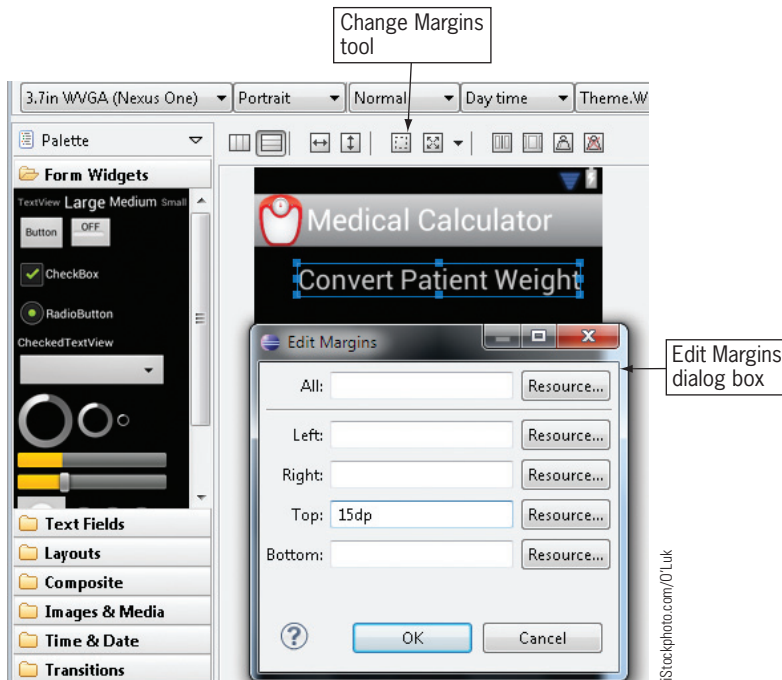 Change Margins
tool
3.7in WVGA (Nexus One)
Portrait
Normal
Day time
Theme.W
Palette
Form Widgets
TextView Large Medium Small
Button
OFF
CheckBox
RadioButton
CheckedTextView
Text Fields
Layouts
Composite
Images & Media
Time & Date
Transitions
Medical Calculator
Convert Patient Weight
Edit Margins
All:
Resource...
Left:
Resource...
Right:
Resource...
Top: 15dp
Resource...
Bottom:
Resource...
?
OK
Cancel
Edit Margins
dialog box
iStockphoto.com/O'Luk